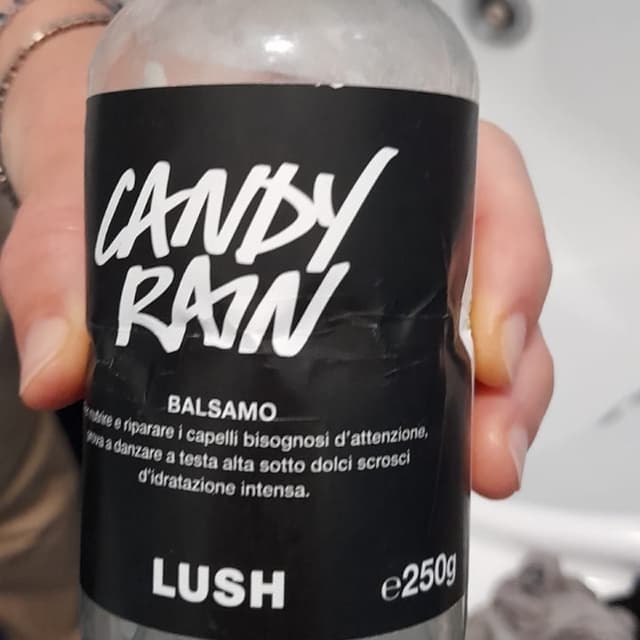 CANDY
RAIN
BALSAMO
nutrire e riparare i capelli bisognosi d'attenzione,
prova a danzare a testa alta sotto dolci scrosci
d'idratazione intensa.
LUSH
℮250g